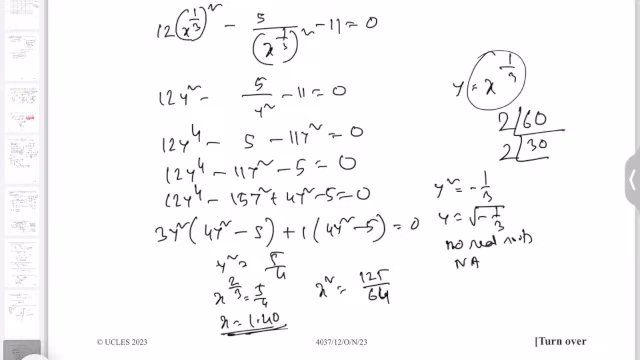 12(x^{1/3})^2 - 5/(x^{1/3})^2 - 11 = 0
12y^2 - 5/y^2 - 11 = 0
12y^4 - 5 - 11y^2 = 0
12y^4 - 11y^2 - 5 = 0
12y^4 - 15y^2 + 4y^2 - 5 = 0
3y^2(4y^2 - 5) + 1(4y^2 - 5) = 0
y^2 = 5/4
x^{2/3} = 5/4
x = 1.40
x^2 = 125/64
y = x^{1/3}
2 | 60
2 | 30
y^2 = -1/3
y = √(-1/3)
no real roots
NA
© UCLES 2023
4037/12/O/N/23
[Turn over